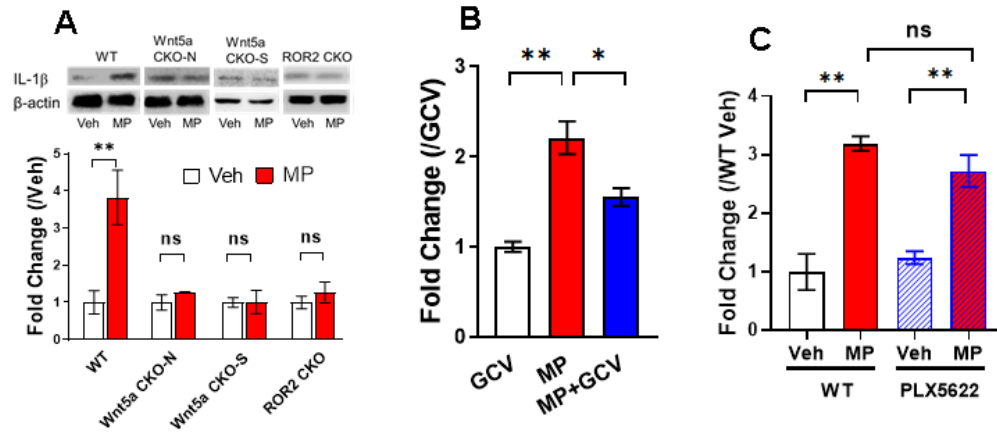 A
WT
Wnt5a
CKO-N
Wnt5a
CKO-S
ROR2 CKO
IL-1β
β-actin
Veh MP Veh MP Veh MP Veh MP
Fold Change (/Veh)
5
4
2
1
0
**
ns
ns
ns
Veh MP
WT
Wnt5a CKO-N
Wnt5a CKO-S
ROR2 CKO
B
Fold Change (/GCV)
3
2
1
0
**
*
GCV
MP
MP+GCV
C
Fold Change (/WT Veh)
4
3
2
1
0
**
**
ns
Veh MP Veh MP
WT PLX5622